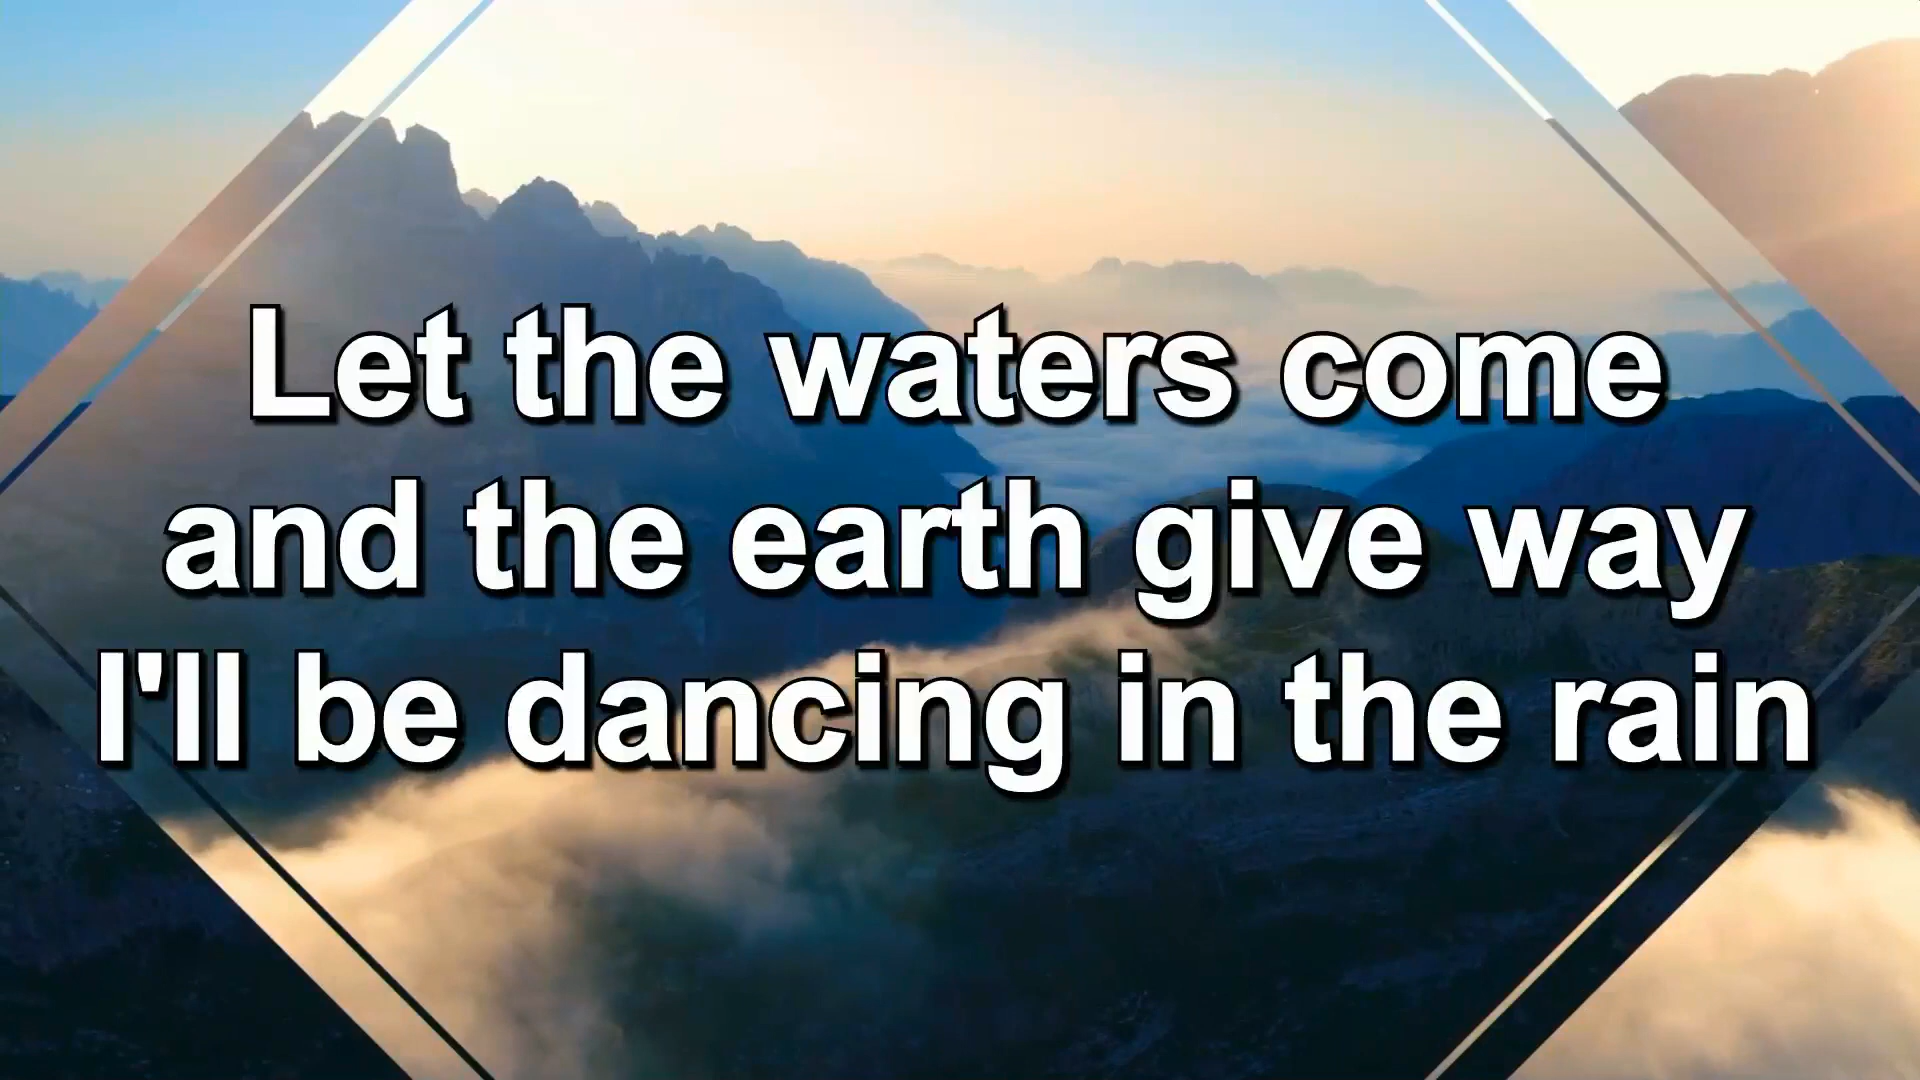 Let the waters come
and the earth give way
I'll be dancing in the rain